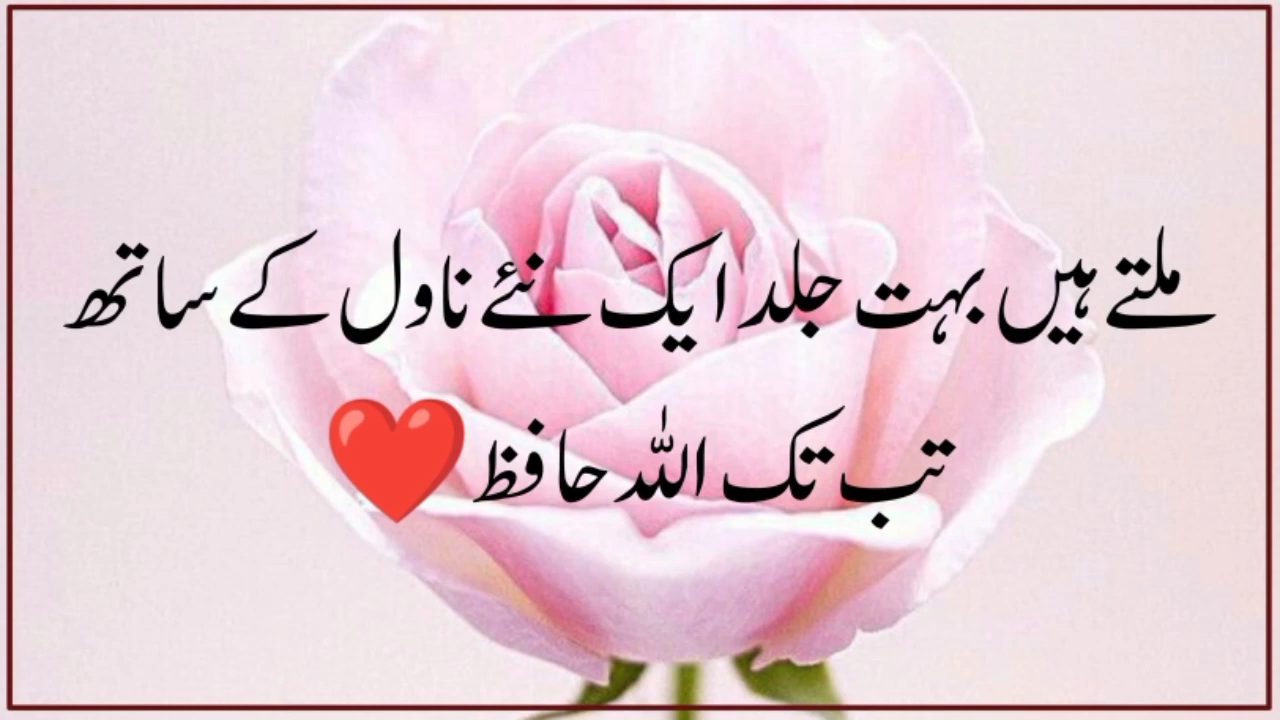 ملتے ہیں بہت جلد ایک نئے ناول کے ساتھ
تب تک اللہ حافظ❤️